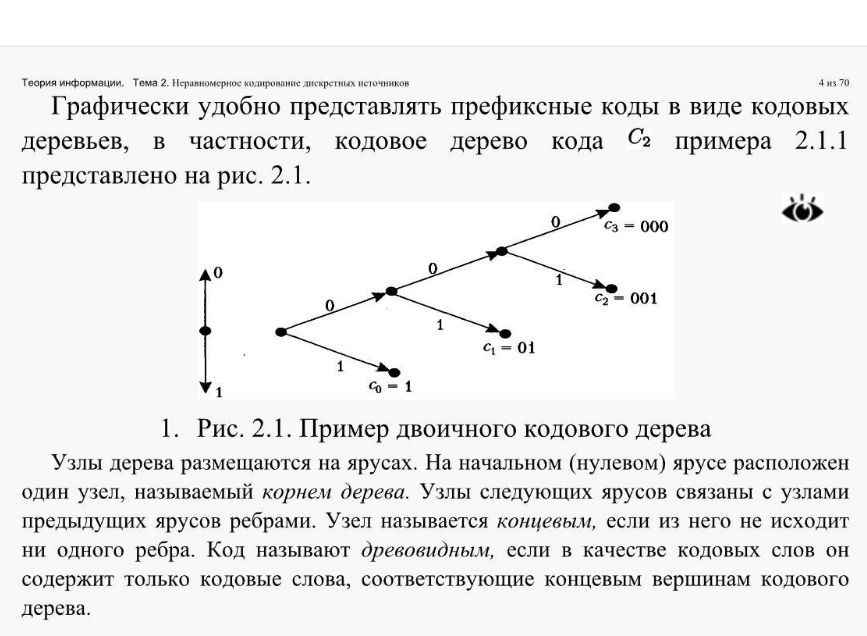 Теория информации. Тема 2. Неравномерное кодирование дискретных источников 4 из 70
Графически удобно представлять префиксные коды в виде кодовых
деревьев, в частности, кодовое дерево кода C₂ примера 2.1.1
представлено на рис. 2.1.
0
c₃ = 000
0
0
1
c₂ = 001
0
1
c₁ = 01
1
1
c₀ = 1
1. Рис. 2.1. Пример двоичного кодового дерева
Узлы дерева размещаются на ярусах. На начальном (нулевом) ярусе расположен
один узел, называемый корнем дерева. Узлы следующих ярусов связаны с узлами
предыдущих ярусов ребрами. Узел называется концевым, если из него не исходит
ни одного ребра. Код называют древовидным, если в качестве кодовых слов он
содержит только кодовые слова, соответствующие концевым вершинам кодового
дерева.